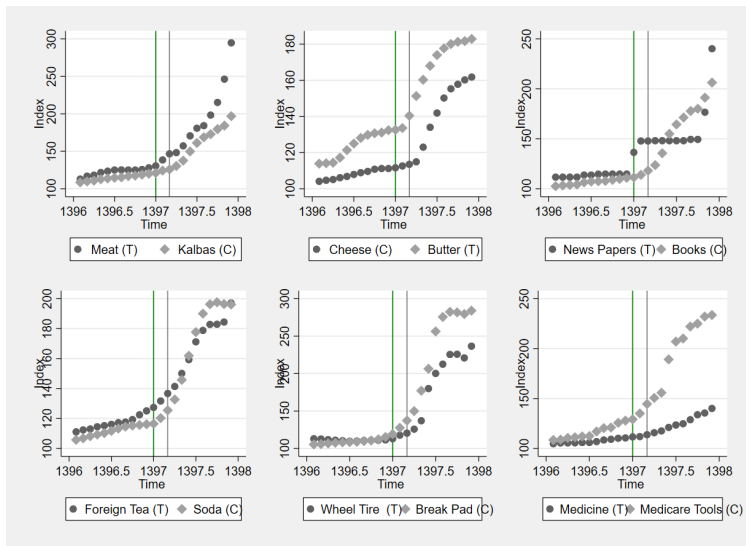 300
250
200
150
100
Index
1396 1396.5 1397 1397.5 1398
Time
Meat (T) Kalbas (C)
180
160
140
120
100
Index
1396 1396.5 1397 1397.5 1398
Time
Cheese (C) Butter (T)
250
200
150
100
Index
1396 1396.5 1397 1397.5 1398
Time
News Papers (T) Books (C)
200
180
160
140
120
100
Index
1396 1396.5 1397 1397.5 1398
Time
Foreign Tea (T) Soda (C)
300
250
200
150
100
Index
1396 1396.5 1397 1397.5 1398
Time
Wheel Tire (T) Break Pad (C)
250
200
150
100
Index
1396 1396.5 1397 1397.5 1398
Time
Medicine (T) Medicare Tools (C)